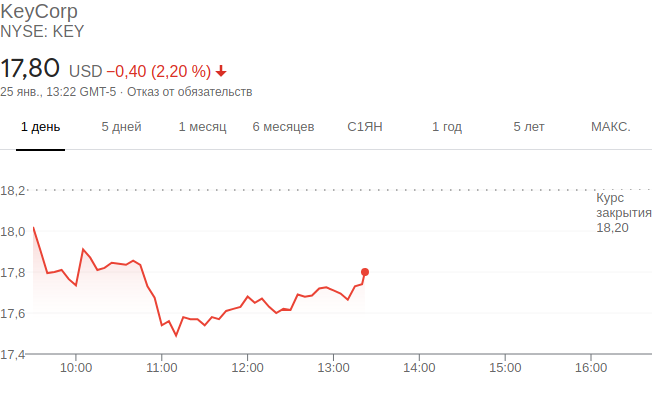 KeyCorp
NYSE: KEY
17,80 USD −0,40 (2,20 %)
25 янв., 13:22 GMT-5 · Отказ от обязательств
1 день 5 дней 1 месяц 6 месяцев С1ЯН 1 год 5 лет МАКС.
18,2
Курс
закрытия
18,20
18,0
17,8
17,6
17,4
10:00 11:00 12:00 13:00 14:00 15:00 16:00